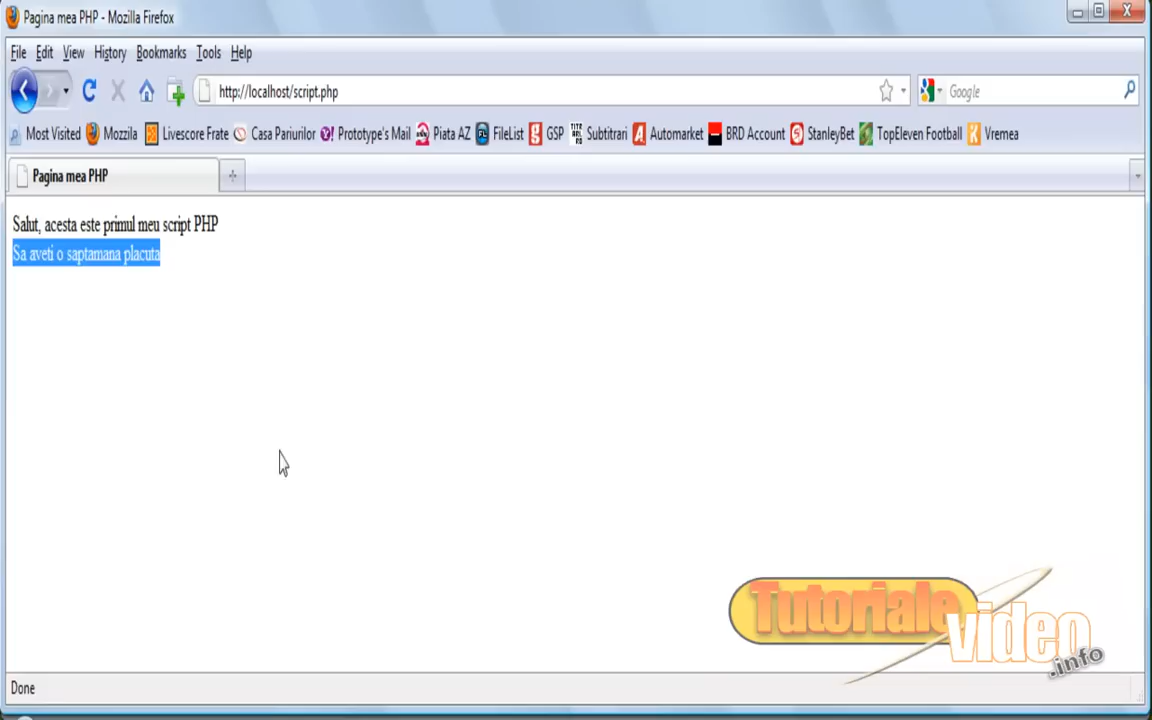 Pagina mea PHP - Mozilla Firefox
File Edit View History Bookmarks Tools Help
http://localhost/script.php Google
Most Visited Mozzila Livescore Frate Casa Pariurilor Prototype's Mail Piata AZ FileList GSP Subtitrari Automarket BRD Account StanleyBet TopEleven Football Vremea
Pagina mea PHP
Salut, acesta este primul meu script PHP
Sa aveti o saptamana placuta
Tutoriale
video
.info
Done